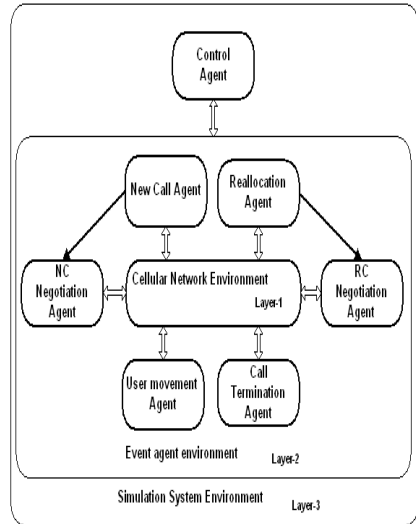 Control
Agent
New Call Agent
Reallocation
Agent
NC
Negotiation
Agent
Cellular Network Environment
Layer-1
RC
Negotiation
Agent
User movement
Agent
Call
Termination
Agent
Event agent environment
Layer-2
Simulation System Environment
Layer-3